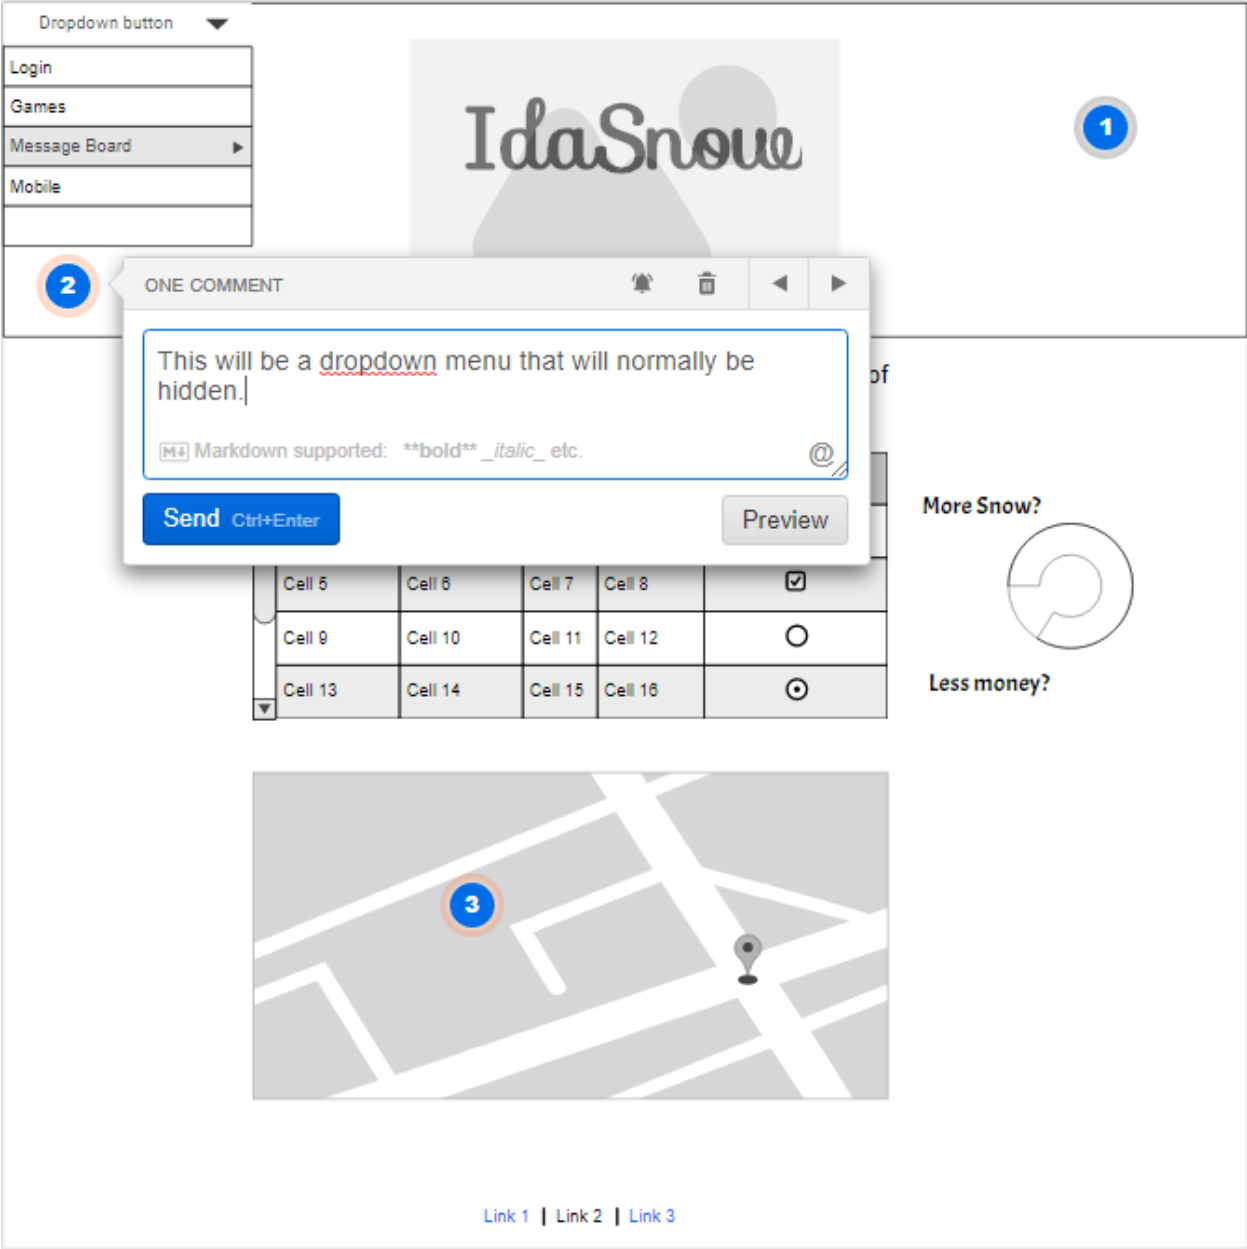 Dropdown button
Login
Games
Message Board
Mobile
IdaSnow
1
2
ONE COMMENT
This will be a dropdown menu that will normally be
hidden.
M↓ Markdown supported: **bold** _italic_ etc.
@
Send Ctrl+Enter
Preview
of
More Snow?
Less money?
Cell 5 Cell 6 Cell 7 Cell 8
Cell 9 Cell 10 Cell 11 Cell 12
Cell 13 Cell 14 Cell 15 Cell 16
3
Link 1 | Link 2 | Link 3